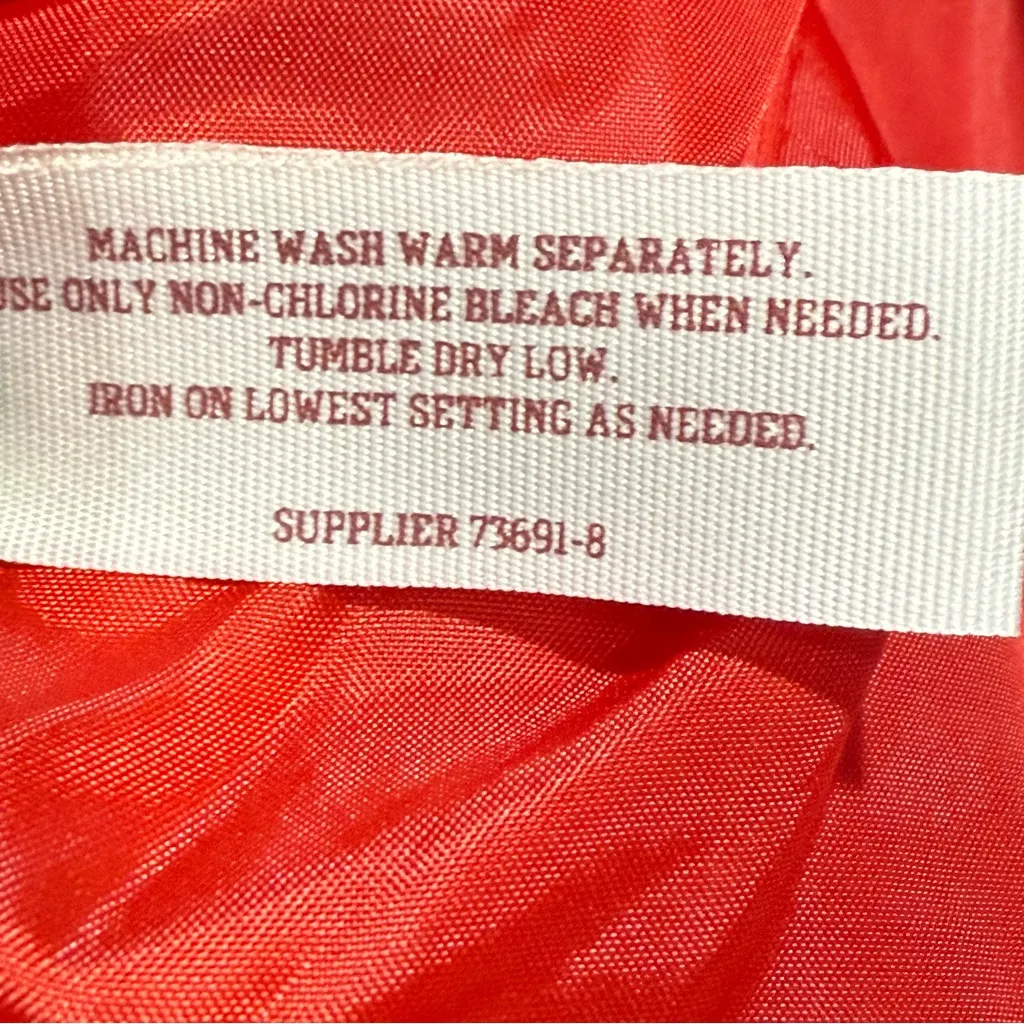 MACHINE WASH WARM SEPARATELY.
USE ONLY NON-CHLORINE BLEACH WHEN NEEDED.
TUMBLE DRY LOW.
IRON ON LOWEST SETTING AS NEEDED.
SUPPLIER 73691-8